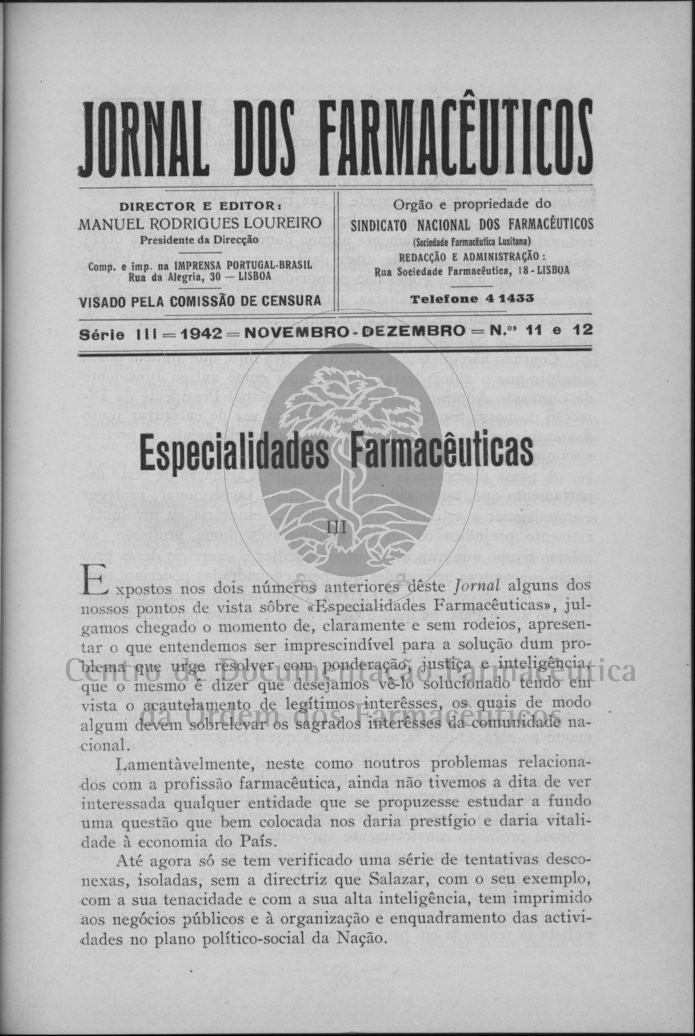 JORNAL DOS FARMACÊUTICOS
DIRECTOR E EDITOR:
MANUEL RODRIGUES LOUREIRO
Presidente da Direcção
Comp. e imp. na IMPRENSA PORTUGAL-BRASIL
Rua da Alegria, 30 — LISBOA
VISADO PELA COMISSÃO DE CENSURA
Orgão e propriedade do
SINDICATO NACIONAL DOS FARMACÊUTICOS
(Sociedade Farmacêutica Lusitana)
REDACÇÃO E ADMINISTRAÇÃO:
Rua Sociedade Farmacêutica, 18-LISBOA
Telefone 4 1433
Série III = 1942 = NOVEMBRO-DEZEMBRO = N.os 11 e 12
Especialidades Farmacêuticas
III
Expostos nos dois números anteriores dêste Jornal alguns dos
nossos pontos de vista sôbre «Especialidades Farmacêuticas», jul-
gamos chegado o momento de, claramente e sem rodeios, apresen-
tar o que entendemos ser imprescindível para a solução dum pro-
blema que urge resolver com ponderação, justiça e inteligência,
que o mesmo é dizer que desejamos vê-lo solucionado tendo em
vista o acautelamento de legítimos interêsses, os quais de modo
algum devem sobrelevar os sagrados interêsses da comunidade na-
cional.
Lamentàvelmente, neste como noutros problemas relaciona-
dos com a profissão farmacêutica, ainda não tivemos a dita de ver
interessada qualquer entidade que se propuzesse estudar a fundo
uma questão que bem colocada nos daria prestígio e daria vitali-
dade à economia do País.
Até agora só se tem verificado uma série de tentativas desco-
nexas, isoladas, sem a directriz que Salazar, com o seu exemplo,
com a sua tenacidade e com a sua alta inteligência, tem imprimido
aos negócios públicos e à organização e enquadramento das activi-
dades no plano político-social da Nação.
Centro de Documentação Farmacêutica
da Ordem dos Farmacêuticos